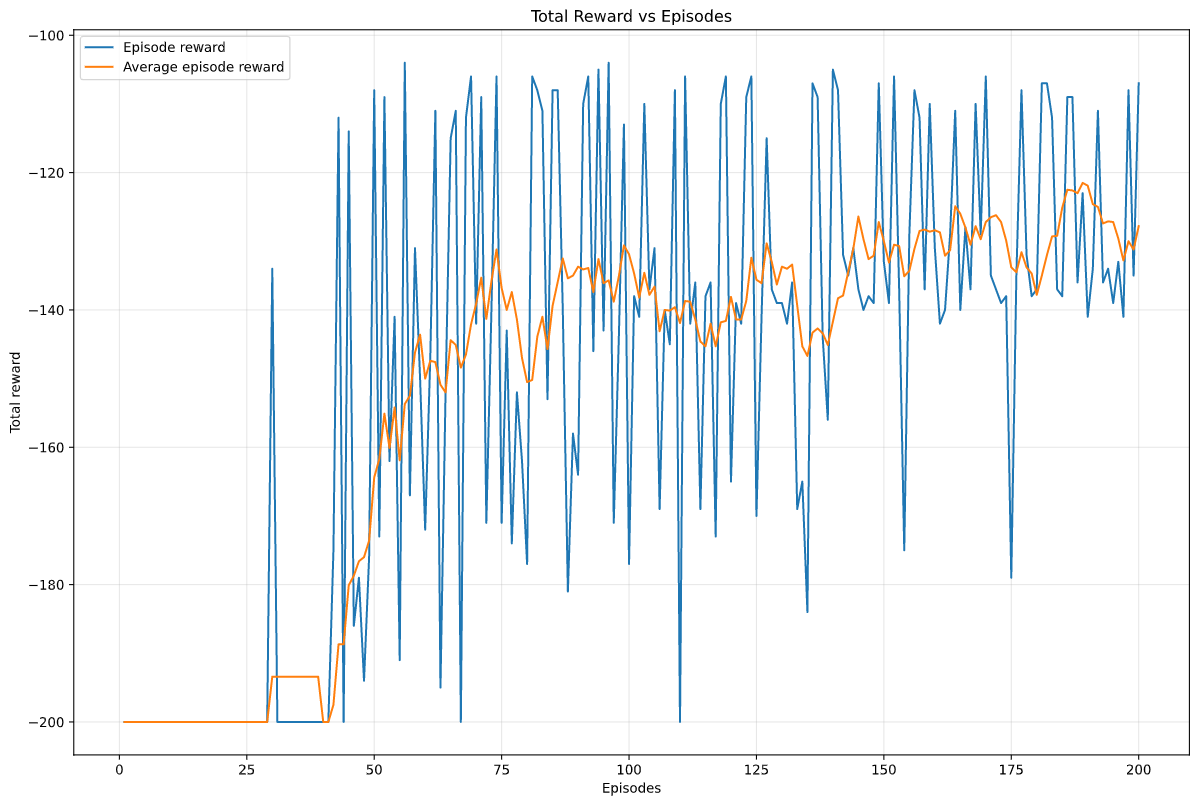 Total Reward vs Episodes
Episode reward
Average episode reward
Total reward
−100
−120
−140
−160
−180
−200
0 25 50 75 100 125 150 175 200
Episodes